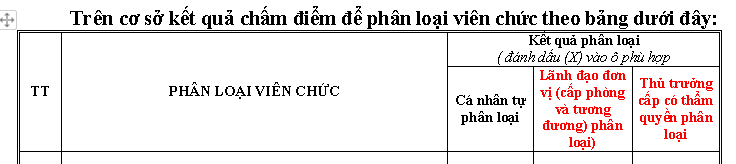 Trên cơ sở kết quả chấm điểm để phân loại viên chức theo bảng dưới đây:
TT
PHÂN LOẠI VIÊN CHỨC
Kết quả phân loại
( đánh dấu (X) vào ô phù hợp
Cá nhân tự
phân loại
Lãnh đạo đơn
vị (cấp phòng
và tương
đương) phân
loại)
Thủ trưởng
cấp có thẩm
quyền phân
loại